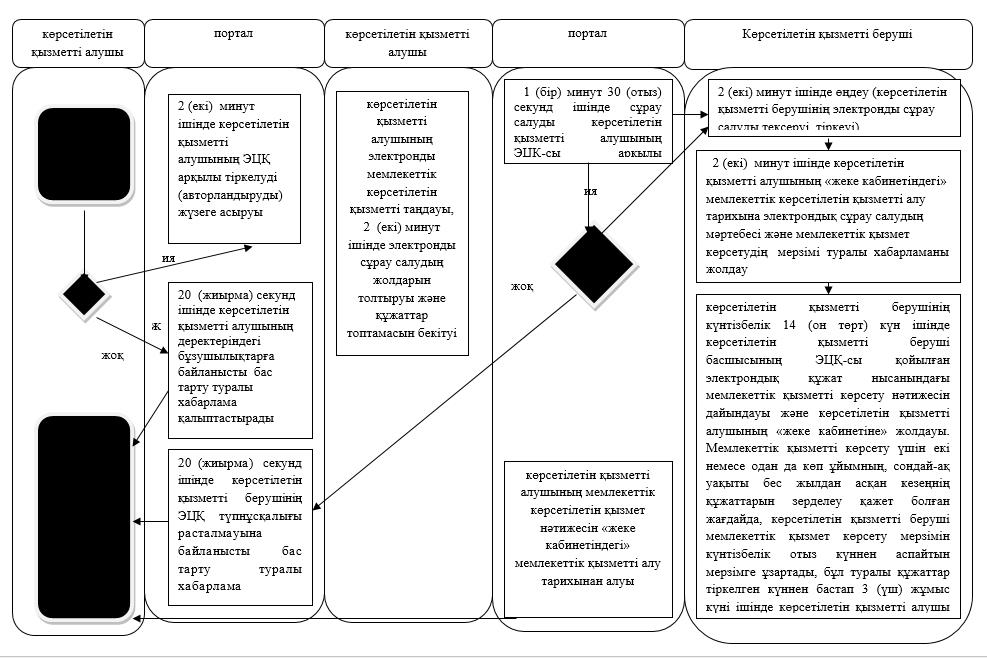 көрсетілетін
қызметті алушы
портал
көрсетілетін қызметті
алушы
портал
Көрсетілетін қызметті беруші
2 (екі) минут
ішінде көрсетілетін
қызметті
алушының ЭЦҚ
арқылы тіркелуді
(авторландыруды)
жүзеге асыруы
ия
ж
жоқ
20 (жиырма) секунд
ішінде көрсетілетін
қызметті алушының
деректеріндегі
бұзушылықтарға
байланысты бас
тарту туралы
хабарлама
қалыптастырады
20 (жиырма) секунд
ішінде көрсетілетін
қызметті берушінің
ЭЦҚ түпнұсқалығы
расталмауына
байланысты бас
тарту туралы
хабарлама
көрсетілетін
қызметті
алушының
электронды
мемлекеттік
көрсетілетін
қызметті таңдауы,
2 (екі) минут
ішінде электронды
сұрау салудың
жолдарын
толтыруы және
құжаттар
топтамасын бекітуі
1 (бір) минут 30 (отыз)
секунд ішінде сұрау
салуды көрсетілетін
қызметті алушының
ЭЦҚ-сы арқылы
ия
жоқ
көрсетілетін қызметті
алушының мемлекеттік
көрсетілетін қызмет
нәтижесін «жеке
кабинетіндегі»
мемлекеттік қызметті алу
тарихынан алуы
2 (екі) минут ішінде өңдеу (көрсетілетін
қызметті берушінің электронды сұрау
салуды тексеруі, тіркеуі)
2 (екі) минут ішінде көрсетілетін
қызметті алушының «жеке кабинетіндегі»
мемлекеттік көрсетілетін қызметті алу
тарихына электрондық сұрау салудың
мәртебесі және мемлекеттік қызмет
көрсетудің мерзімі туралы хабарламаны
жолдау
көрсетілетін қызметті берушінің
күнтізбелік 14 (он төрт) күн ішінде
көрсетілетін қызметті беруші
басшысының ЭЦҚ-сы қойылған
электрондық құжат нысанындағы
мемлекеттік қызметті көрсету нәтижесін
дайындауы және көрсетілетін қызметті
алушының «жеке кабинетіне» жолдауы.
Мемлекеттік қызметті көрсету үшін екі
немесе одан да көп ұйымның, сондай-ақ
уақыты бес жылдан асқан кезеңнің
құжаттарын зерделеу қажет болған
жағдайда, көрсетілетін қызметті беруші
мемлекеттік қызмет көрсету мерзімін
күнтізбелік отыз күннен аспайтын
мерзімге ұзартады, бұл туралы құжаттар
тіркелген күннен бастап 3 (үш) жұмыс
күні ішінде көрсетілетін қызметті алушы